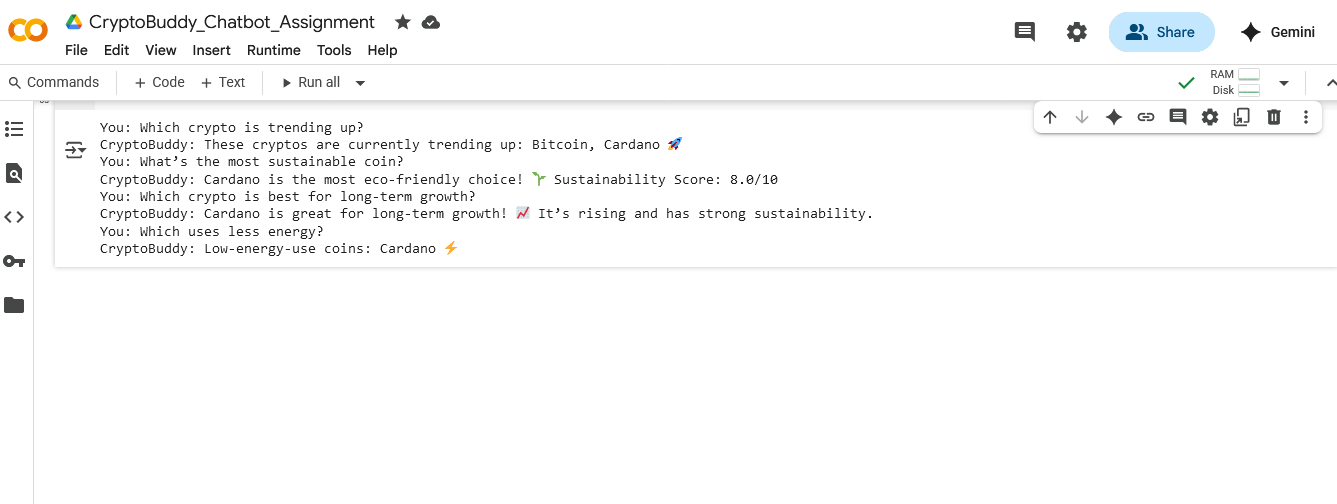 CryptoBuddy_Chatbot_Assignment
File Edit View Insert Runtime Tools Help
Share
Gemini
Commands + Code + Text Run all
RAM
Disk
You: Which crypto is trending up?
CryptoBuddy: These cryptos are currently trending up: Bitcoin, Cardano 🚀
You: What’s the most sustainable coin?
CryptoBuddy: Cardano is the most eco-friendly choice! 🌱 Sustainability Score: 8.0/10
You: Which crypto is best for long-term growth?
CryptoBuddy: Cardano is great for long-term growth! 📈 It’s rising and has strong sustainability.
You: Which uses less energy?
CryptoBuddy: Low-energy-use coins: Cardano ⚡